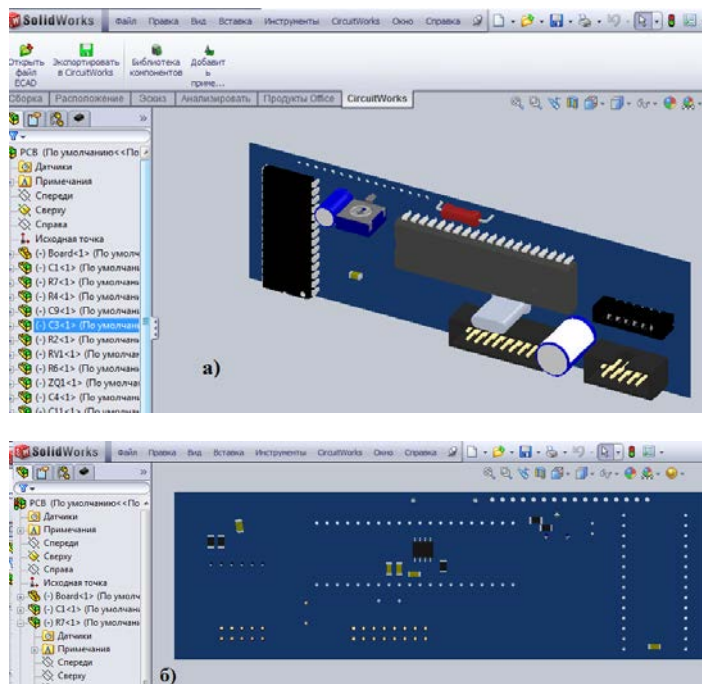 SolidWorks Файл Правка Вид Вставка Инструменты CircuitWorks Окно Справка
Открыть Экспортировать Библиотека Добавит
файл в CircuitWorks компонентов ь
ECAD приме...
Сборка Расположение Эскиз Анализировать Продукты Office CircuitWorks
PCB (По умолчанию<<По
Датчики
Примечания
Спереди
Сверху
Справа
Исходная точка
(-) Board<1> (По умолч
(-) C1<1> (По умолчани
(-) R7<1> (По умолчани
(-) R4<1> (По умолчани
(-) C9<1> (По умолчани
(-) C3<1> (По умолчани
(-) R2<1> (По умолчани
(-) RV1<1> (По умолчан
(-) R6<1> (По умолчани
(-) ZQ1<1> (По умолчан
(-) C4<1> (По умолчани
(-) C11<1> (По умолчан
а)
SolidWorks Файл Правка Вид Вставка Инструменты CircuitWorks Окно Справка
PCB (По умолчанию<<По
Датчики
Примечания
Спереди
Сверху
Справа
Исходная точка
(-) Board<1> (По умолч
(-) C1<1> (По умолчани
(-) R7<1> (По умолчани
Датчики
Примечания
Спереди
Сверху
б)